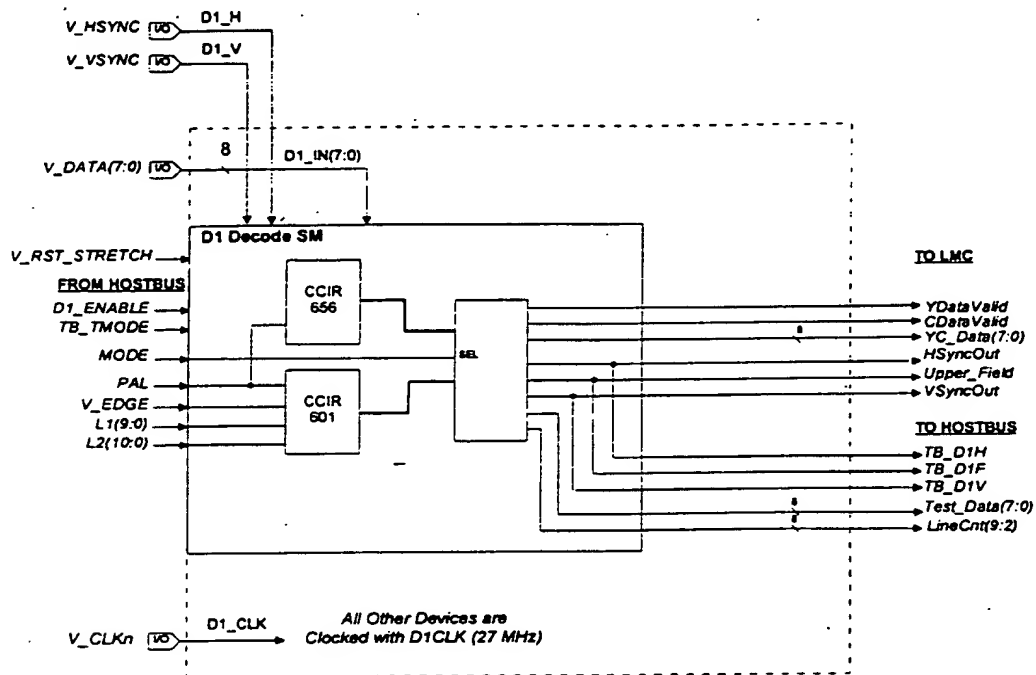 V_HSYNC I/O D1_H
V_VSYNC I/O D1_V
V_DATA(7:0) I/O 8 D1_IN(7:0)
D1 Decode SM
V_RST_STRETCH
FROM HOSTBUS
D1_ENABLE
TB_TMODE
MODE
PAL
V_EDGE
L1(9:0)
L2(10:0)
CCIR
656
CCIR
601
SEL
TO LMC
YDataValid
CDataValid
8 YC_Data(7:0)
HSyncOut
Upper_Field
VSyncOut
TO HOSTBUS
TB_D1H
TB_D1F
TB_D1V
8 Test_Data(7:0)
8 LineCnt(9:2)
V_CLKn I/O D1_CLK
All Other Devices are
Clocked with D1CLK (27 MHz)